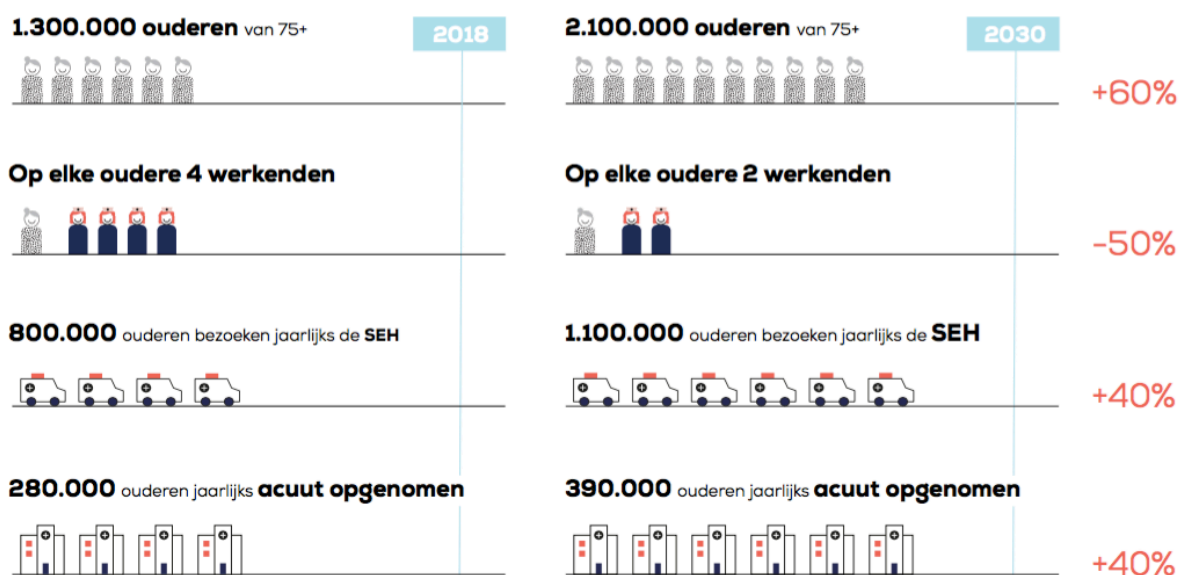 1.300.000 ouderen van 75+
2018
2.100.000 ouderen van 75+
2030
+60%
Op elke oudere 4 werkenden
Op elke oudere 2 werkenden
-50%
800.000 ouderen bezoeken jaarlijks de SEH
1.100.000 ouderen bezoeken jaarlijks de SEH
+40%
280.000 ouderen jaarlijks acuut opgenomen
390.000 ouderen jaarlijks acuut opgenomen
+40%